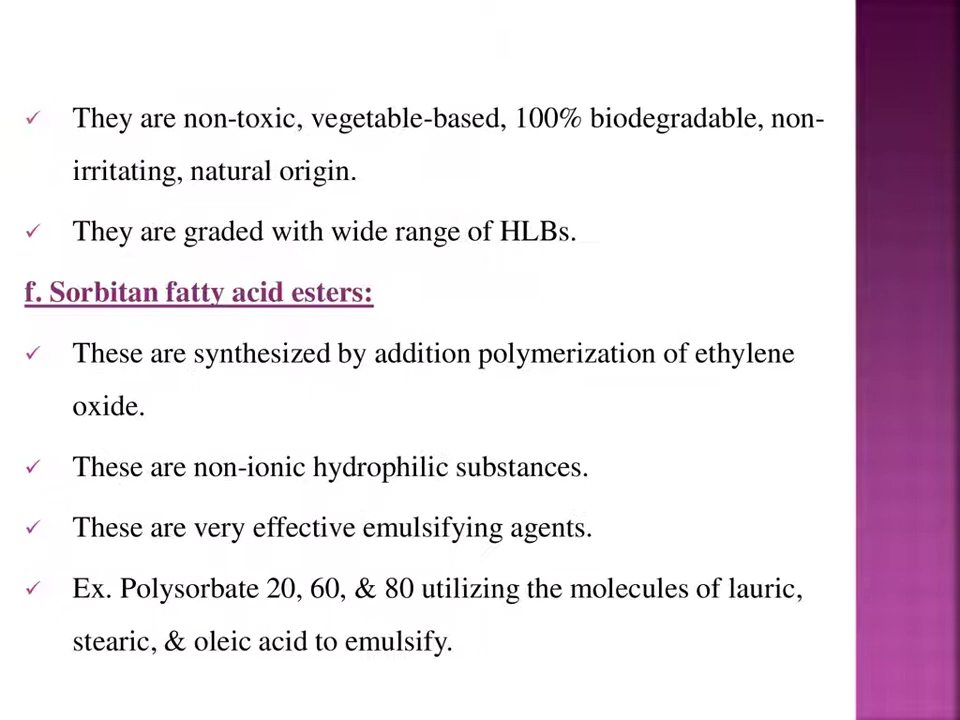 ✓ They are non-toxic, vegetable-based, 100% biodegradable, non-
irritating, natural origin.
✓ They are graded with wide range of HLBs.
f. Sorbitan fatty acid esters:
✓ These are synthesized by addition polymerization of ethylene
oxide.
✓ These are non-ionic hydrophilic substances.
✓ These are very effective emulsifying agents.
✓ Ex. Polysorbate 20, 60, & 80 utilizing the molecules of lauric,
stearic, & oleic acid to emulsify.